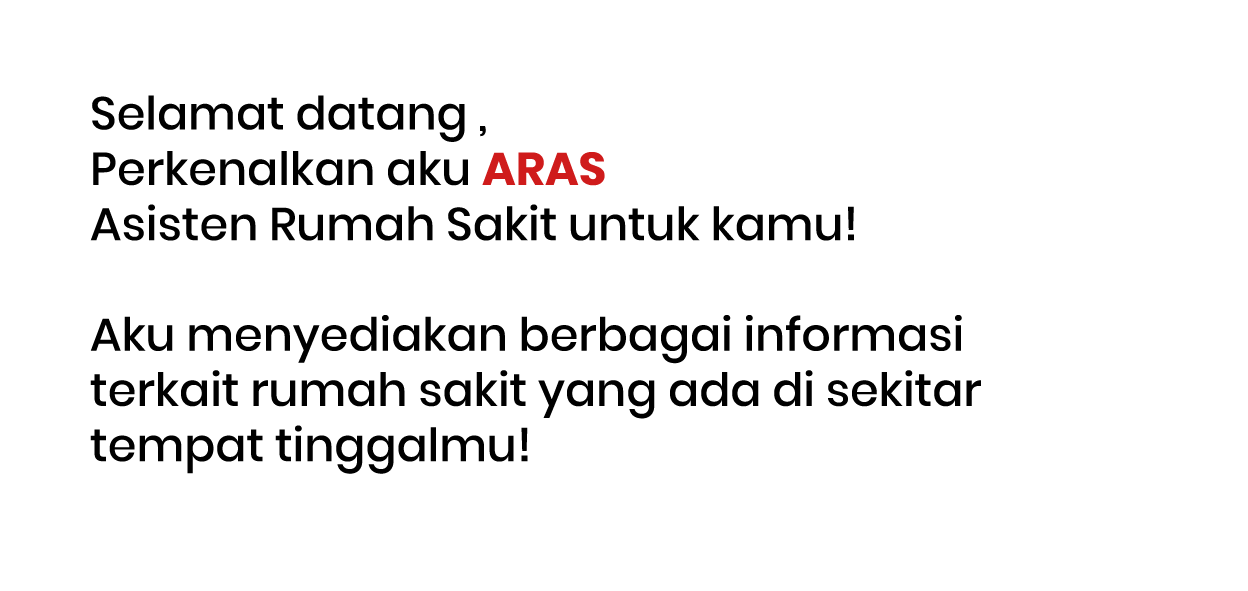 Selamat datang ,
Perkenalkan aku ARAS
Asisten Rumah Sakit untuk kamu!
Aku menyediakan berbagai informasi
terkait rumah sakit yang ada di sekitar
tempat tinggalmu!